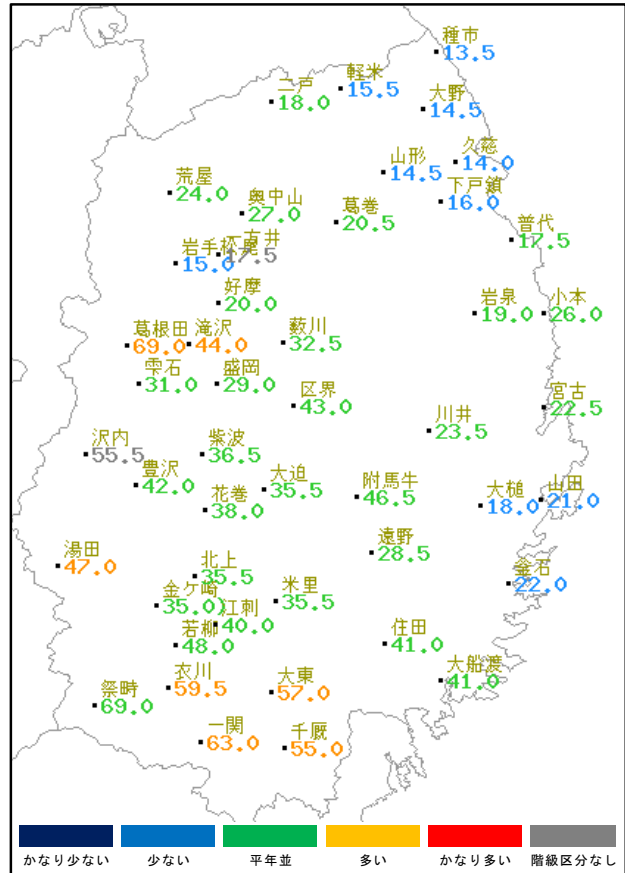 種市
13.5
軽米
15.5
二戸
18.0
大野
14.5
久慈
14.0
山形
14.5
下戸鎖
16.0
荒屋
24.0
奥中山
27.0
葛巻
20.5
普代
17.5
一方井
17.5
岩手松尾
15.0
好摩
20.0
岩泉
19.0
小本
26.0
葛根田
69.0
滝沢
44.0
薮川
32.5
雫石
31.0
盛岡
29.0
区界
43.0
宮古
22.5
川井
23.5
沢内
55.5
紫波
36.5
豊沢
42.0
大迫
35.5
附馬牛
46.5
花巻
38.0
大槌
18.0
山田
21.0
湯田
47.0
遠野
28.5
北上
35.5
釜石
22.0
金ケ崎
35.0)
米里
35.5
江刺
40.0
若柳
48.0
住田
41.0
衣川
59.5
大東
57.0
大船渡
41.0
祭畤
69.0
一関
63.0
千厩
55.0
かなり少ない 少ない 平年並 多い かなり多い 階級区分なし